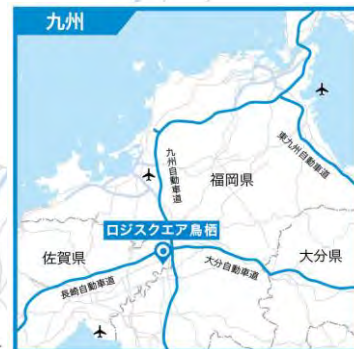 九州
九州自動車道
東九州自動車道
福岡県
ロジスクエア鳥栖
佐賀県
大分県
大分自動車道
長崎自動車道